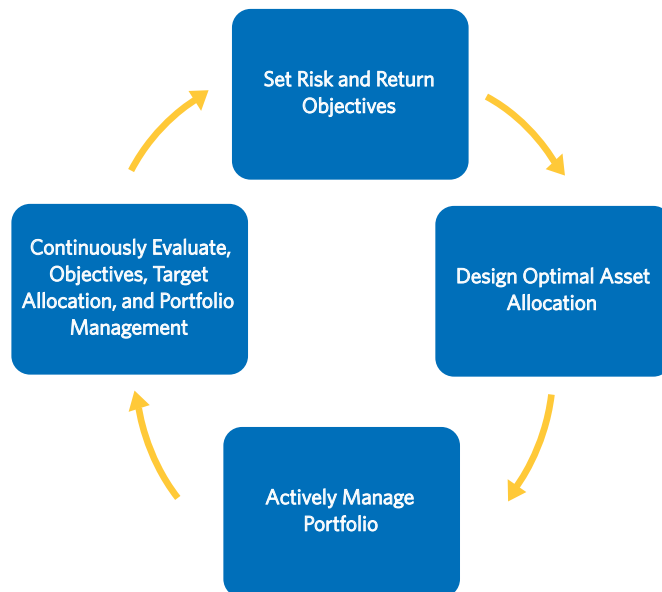 Set Risk and Return
Objectives
Design Optimal Asset
Allocation
Actively Manage
Portfolio
Continuously Evaluate,
Objectives, Target
Allocation, and Portfolio
Management